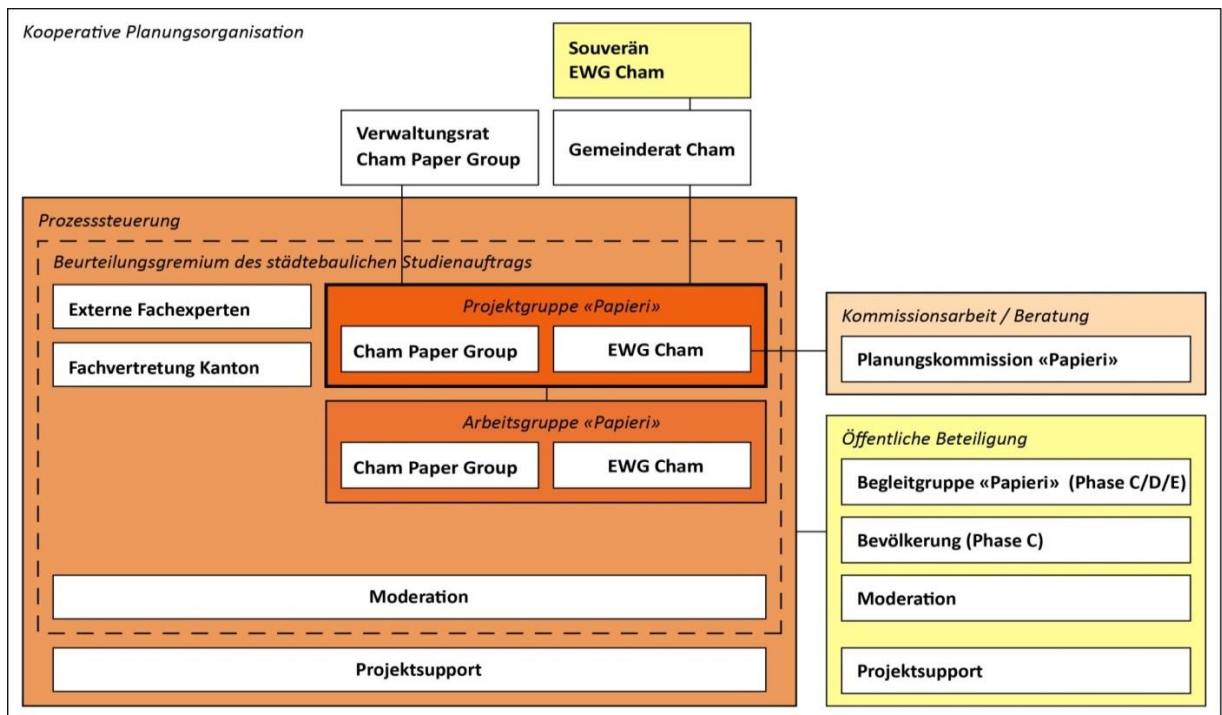 Kooperative Planungsorganisation
Souverän
EWG Cham
Verwaltungsrat
Cham Paper Group
Gemeinderat Cham
Prozesssteuerung
Beurteilungsgremium des städtebaulichen Studienauftrags
Externe Fachexperten
Fachvertretung Kanton
Projektgruppe «Papieri»
Cham Paper Group
EWG Cham
Arbeitsgruppe «Papieri»
Cham Paper Group
EWG Cham
Moderation
Projektsupport
Kommissionsarbeit / Beratung
Planungskommission «Papieri»
Öffentliche Beteiligung
Begleitgruppe «Papieri» (Phase C/D/E)
Bevölkerung (Phase C)
Moderation
Projektsupport